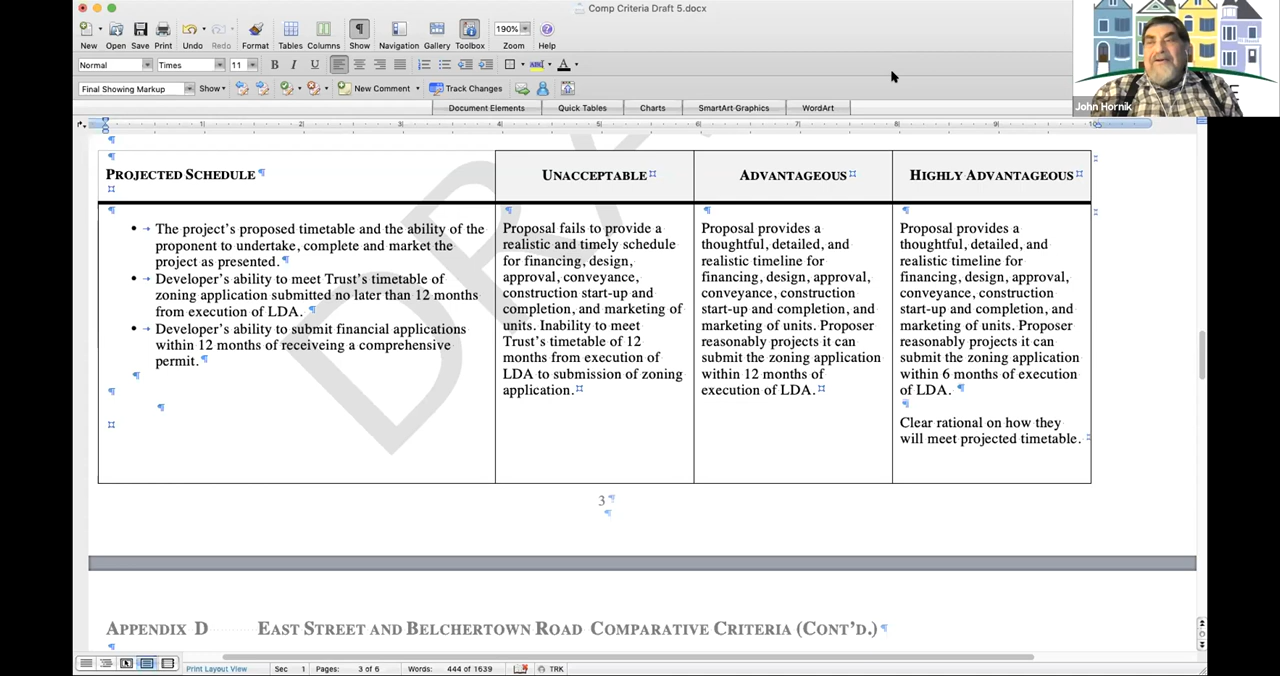 Comp Criteria Draft 5.docx
190%
New Open Save Print Undo Redo Format Tables Columns Show Navigation Gallery Toolbox Zoom Help
Normal Times 11 B I U A
Final Showing Markup Show New Comment Track Changes
John Hornik
Document Elements Quick Tables Charts SmartArt Graphics WordArt
PROJECTED SCHEDULE
UNACCEPTABLE
ADVANTAGEOUS
HIGHLY ADVANTAGEOUS
• The project's proposed timetable and the ability of the
proponent to undertake, complete and market the
project as presented.
• Developer's ability to meet Trust's timetable of
zoning application submitted no later than 12 months
from execution of LDA.
• Developer's ability to submit financial applications
within 12 months of receiveing a comprehensive
permit.
Proposal fails to provide a
realistic and timely schedule
for financing, design,
approval, conveyance,
construction start-up and
completion, and marketing of
units. Inability to meet
Trust's timetable of 12
months from execution of
LDA to submission of zoning
application.
Proposal provides a
thoughtful, detailed, and
realistic timeline for
financing, design, approval,
conveyance, construction
start-up and completion, and
marketing of units. Proposer
reasonably projects it can
submit the zoning application
within 12 months of
execution of LDA.
Proposal provides a
thoughtful, detailed, and
realistic timeline for
financing, design, approval,
conveyance, construction
start-up and completion, and
marketing of units. Proposer
reasonably projects it can
submit the zoning application
within 6 months of execution
of LDA.
Clear rational on how they
will meet projected timetable.
3
APPENDIX D EAST STREET AND BELCHERTOWN ROAD COMPARATIVE CRITERIA (CONT'D.)
Print Layout View Sec 1 Pages: 3 of 6 Words: 444 of 1639 TRK